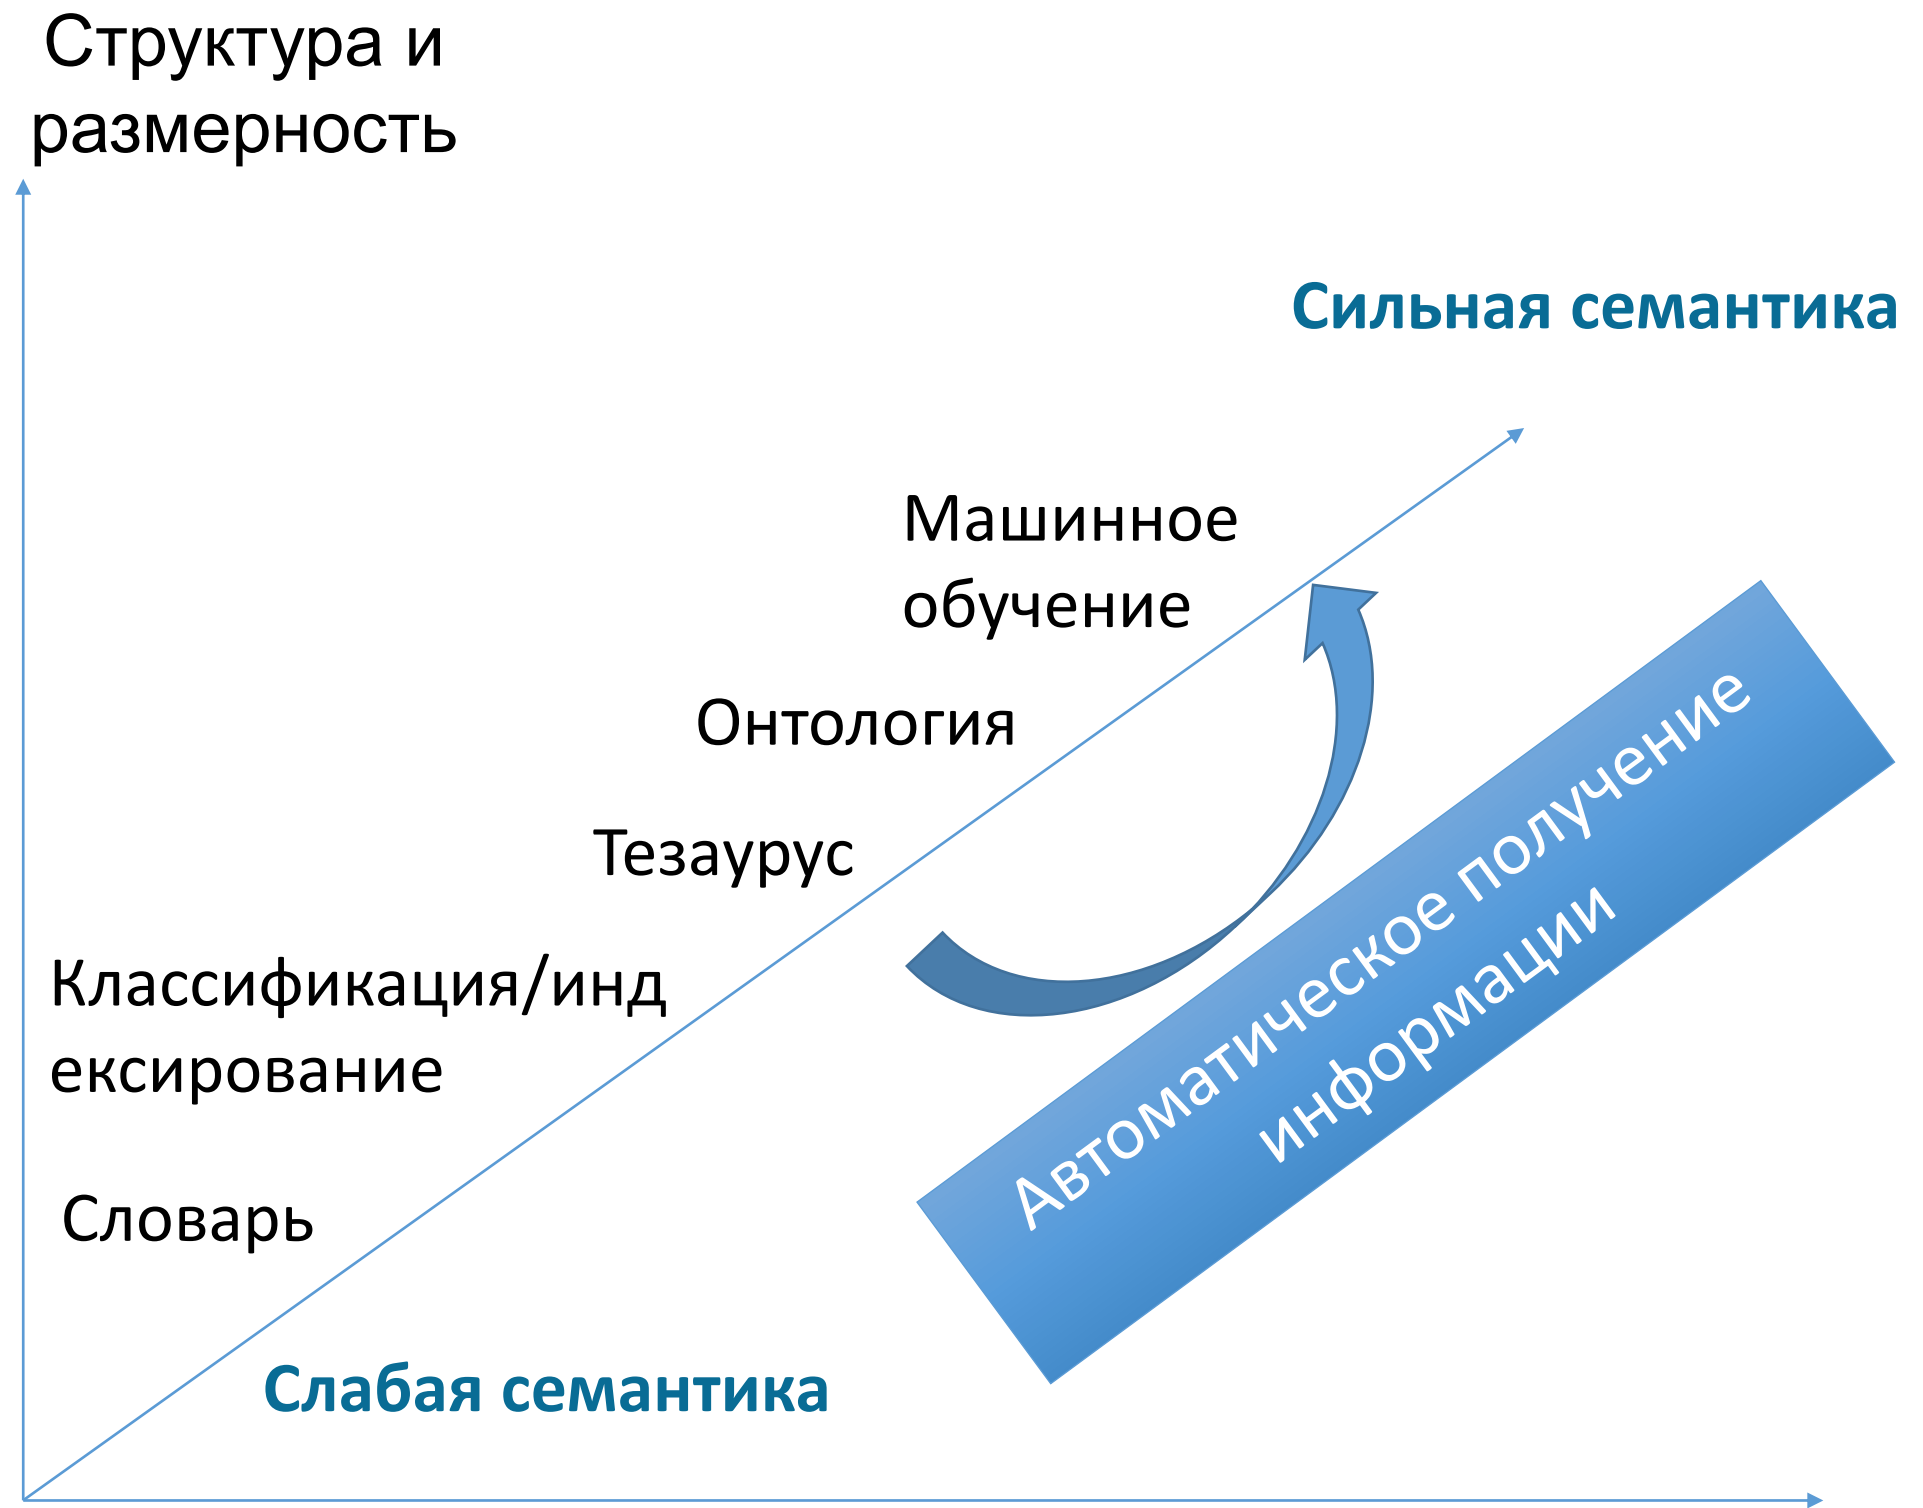 Структура и
размерность
Сильная семантика
Машинное
обучение
Онтология
Тезаурус
Классификация/инд
ексирование
Словарь
Слабая семантика
Автоматическое получение
информации